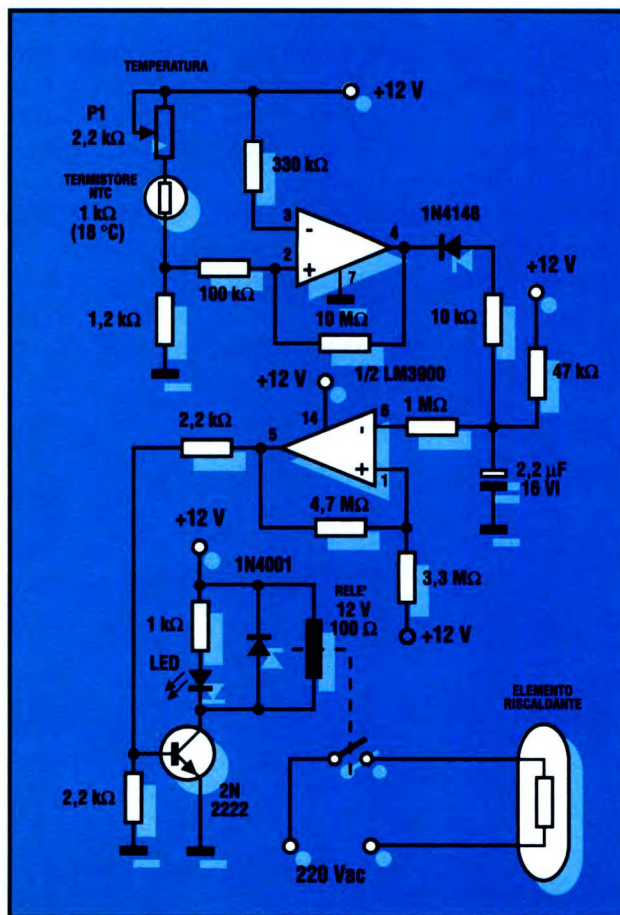 TEMPERATURA
+12 V
P1
2,2 kΩ
330 kΩ
TERMISTORE
NTC
1 kΩ
(18 °C)
3
-
4
1N4148
2
+
7
+12 V
100 kΩ
1,2 kΩ
10 MΩ
10 kΩ
47 kΩ
1/2 LM3900
+12 V
2,2 kΩ
14
6
1 MΩ
5
-
+
1
2,2 µF
16 Vl
4,7 MΩ
+12 V
1N4001
3,3 MΩ
RELE'
12 V
100 Ω
+12 V
1 kΩ
LED
ELEMENTO
RISCALDANTE
2,2 kΩ
2N
2222
220 Vac